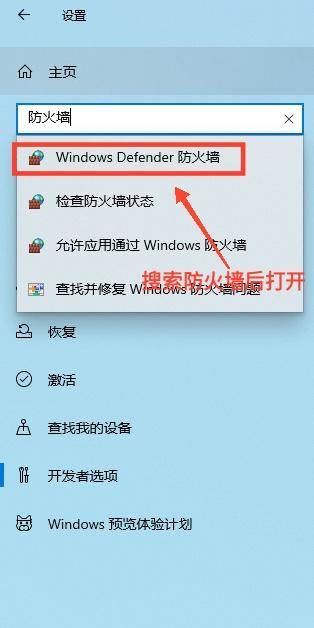 设置
主页
防火墙
Windows Defender 防火墙
检查防火墙状态
允许应用通过 Windows 防火墙
搜索防火墙后打开
查找并修复 Windows 防火墙问题
恢复
激活
查找我的设备
开发者选项
Windows 预览体验计划